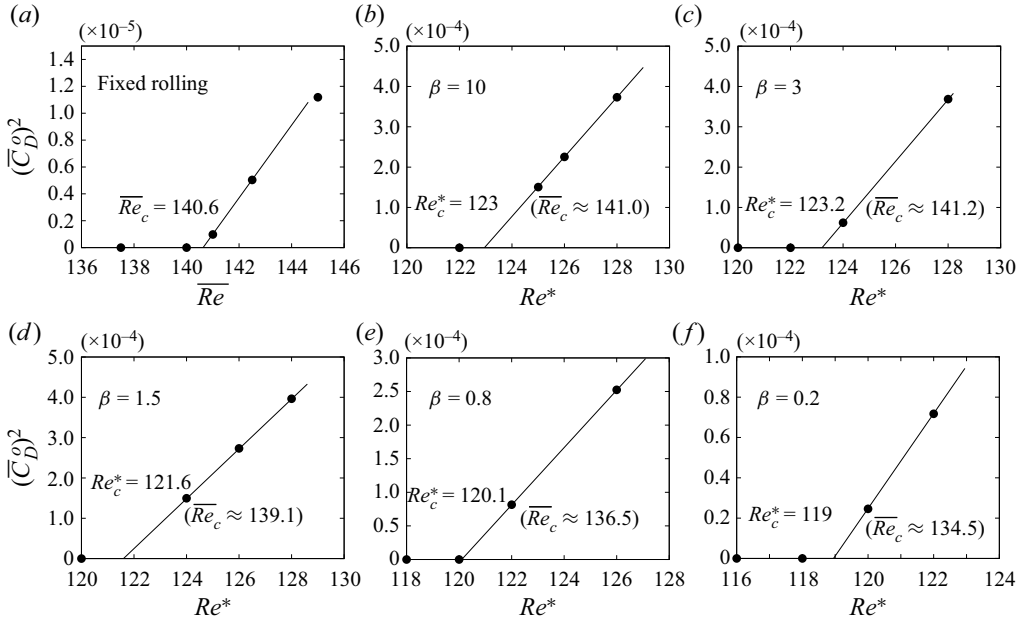 (a)
(×10⁻⁵)
1.4
1.2
1.0
0.8
0.6
0.4
0.2
0
Fixed rolling
R̅e̅_c = 140.6
(C̅_D^o)²
136 138 140 142 144 146
R̅e̅
(b)
(×10⁻⁴)
5.0
4.0
3.0
2.0
1.0
0
β = 10
Re*_c = 123
(R̅e̅_c ≈ 141.0)
120 122 124 126 128 130
Re*
(c)
(×10⁻⁴)
5.0
4.0
3.0
2.0
1.0
0
β = 3
Re*_c = 123.2
(R̅e̅_c ≈ 141.2)
120 122 124 126 128 130
Re*
(d)
(×10⁻⁴)
5.0
4.0
3.0
2.0
1.0
0
β = 1.5
Re*_c = 121.6
(R̅e̅_c ≈ 139.1)
(C̅_D^o)²
120 122 124 126 128 130
Re*
(e)
(×10⁻⁴)
3.0
2.5
2.0
1.5
1.0
0.5
0
β = 0.8
Re*_c = 120.1
(R̅e̅_c ≈ 136.5)
118 120 122 124 126 128
Re*
(f)
(×10⁻⁴)
1.0
0.8
0.6
0.4
0.2
0
β = 0.2
Re*_c = 119
(R̅e̅_c ≈ 134.5)
116 118 120 122 124
Re*